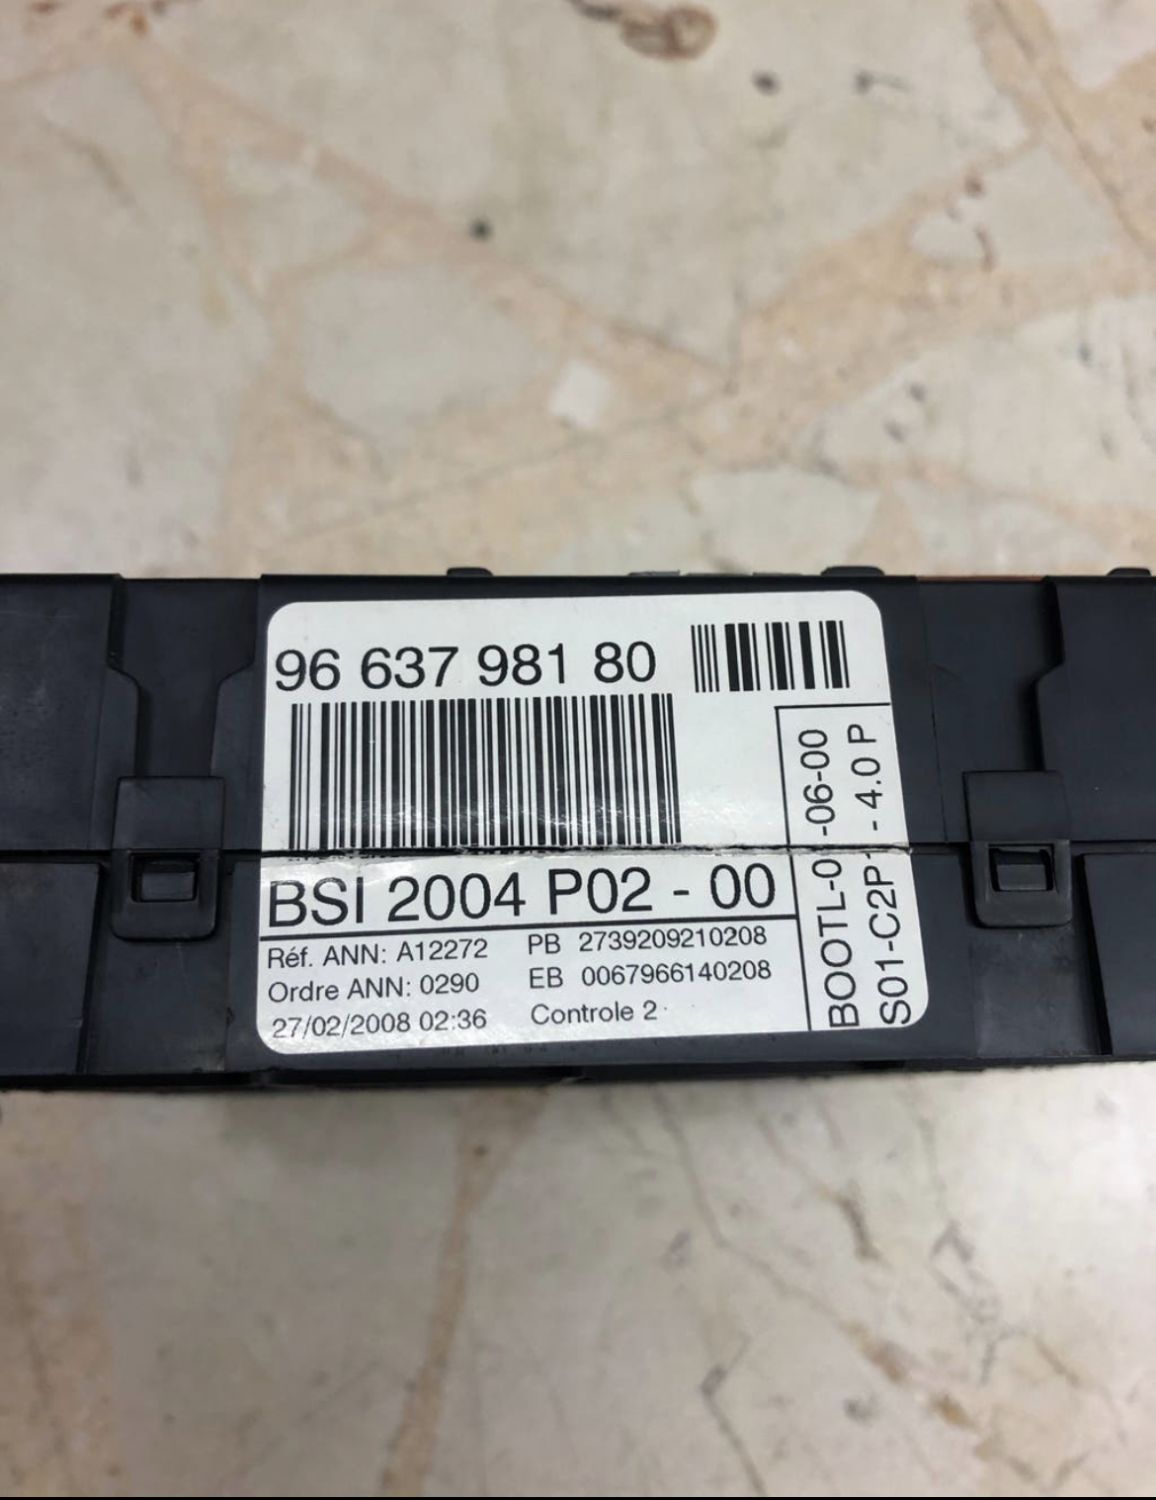 96 637 981 80
BSI 2004 P02 - 00
Réf. ANN: A12272 PB 2739209210208
Ordre ANN: 0290 EB 0067966140208
27/02/2008 02:36 Controle 2
BOOTL-0 -06-00
S01-C2P - 4.0 P